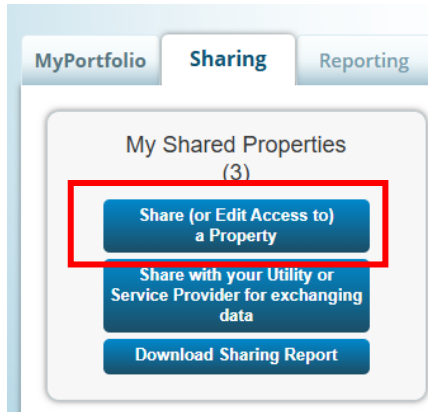 MyPortfolio Sharing Reporting
My Shared Properties
(3)
Share (or Edit Access to)
a Property
Share with your Utility or
Service Provider for exchanging
data
Download Sharing Report